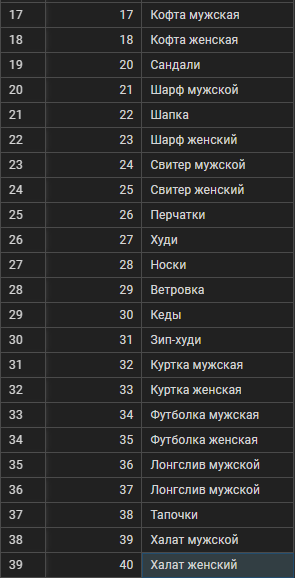 17 17 Кофта мужская
18 18 Кофта женская
19 20 Сандали
20 21 Шарф мужской
21 22 Шапка
22 23 Шарф женский
23 24 Свитер мужской
24 25 Свитер женский
25 26 Перчатки
26 27 Худи
27 28 Носки
28 29 Ветровка
29 30 Кеды
30 31 Зип-худи
31 32 Куртка мужская
32 33 Куртка женская
33 34 Футболка мужская
34 35 Футболка женская
35 36 Лонгслив мужской
36 37 Лонгслив мужской
37 38 Тапочки
38 39 Халат мужской
39 40 Халат женский